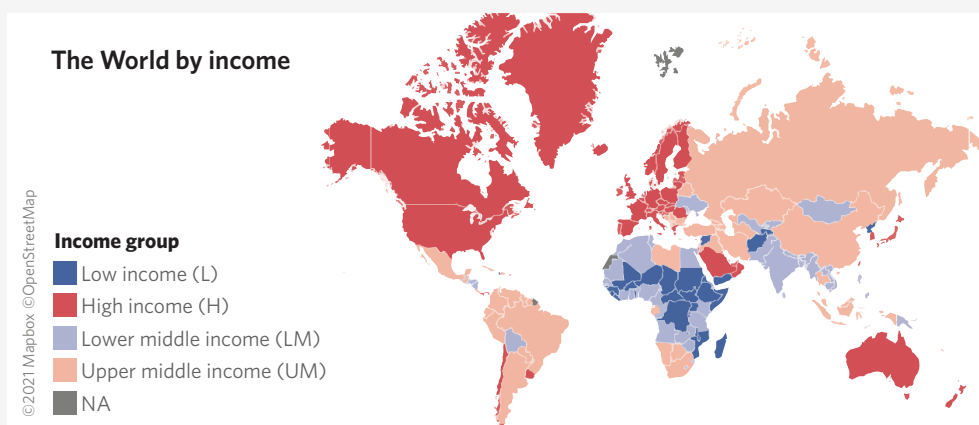 The World by income
©2021 Mapbox ©OpenStreetMap
Income group
Low income (L)
High income (H)
Lower middle income (LM)
Upper middle income (UM)
NA